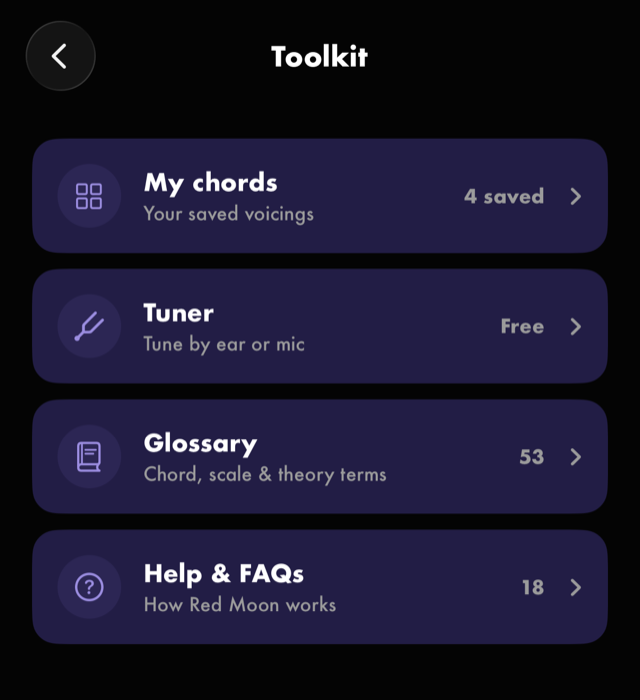 Toolkit
My chords
Your saved voicings
4 saved
Tuner
Tune by ear or mic
Free
Glossary
Chord, scale & theory terms
53
Help & FAQs
How Red Moon works
18